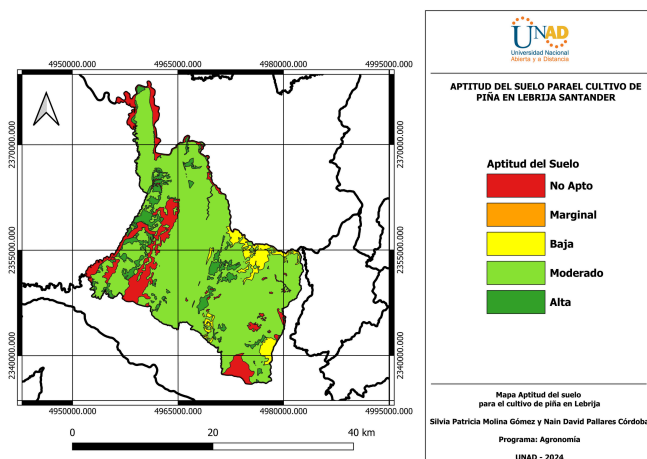 4950000.000 4965000.000 4980000.000 4995000.000
2370000.000 2370000.000
2355000.000 2355000.000
2340000.000 2340000.000
4950000.000 4965000.000 4980000.000 4995000.000
0 20 40 km
UNAD
Universidad Nacional
Abierta y a Distancia
APTITUD DEL SUELO PARAEL CULTIVO DE
PIÑA EN LEBRIJA SANTANDER
Aptitud del Suelo
No Apto
Marginal
Baja
Moderado
Alta
Mapa Aptitud del suelo
para el cultivo de piña en Lebrija
Silvia Patricia Molina Gómez y Nain David Pallares Córdoba
Programa: Agronomía
UNAD - 2024